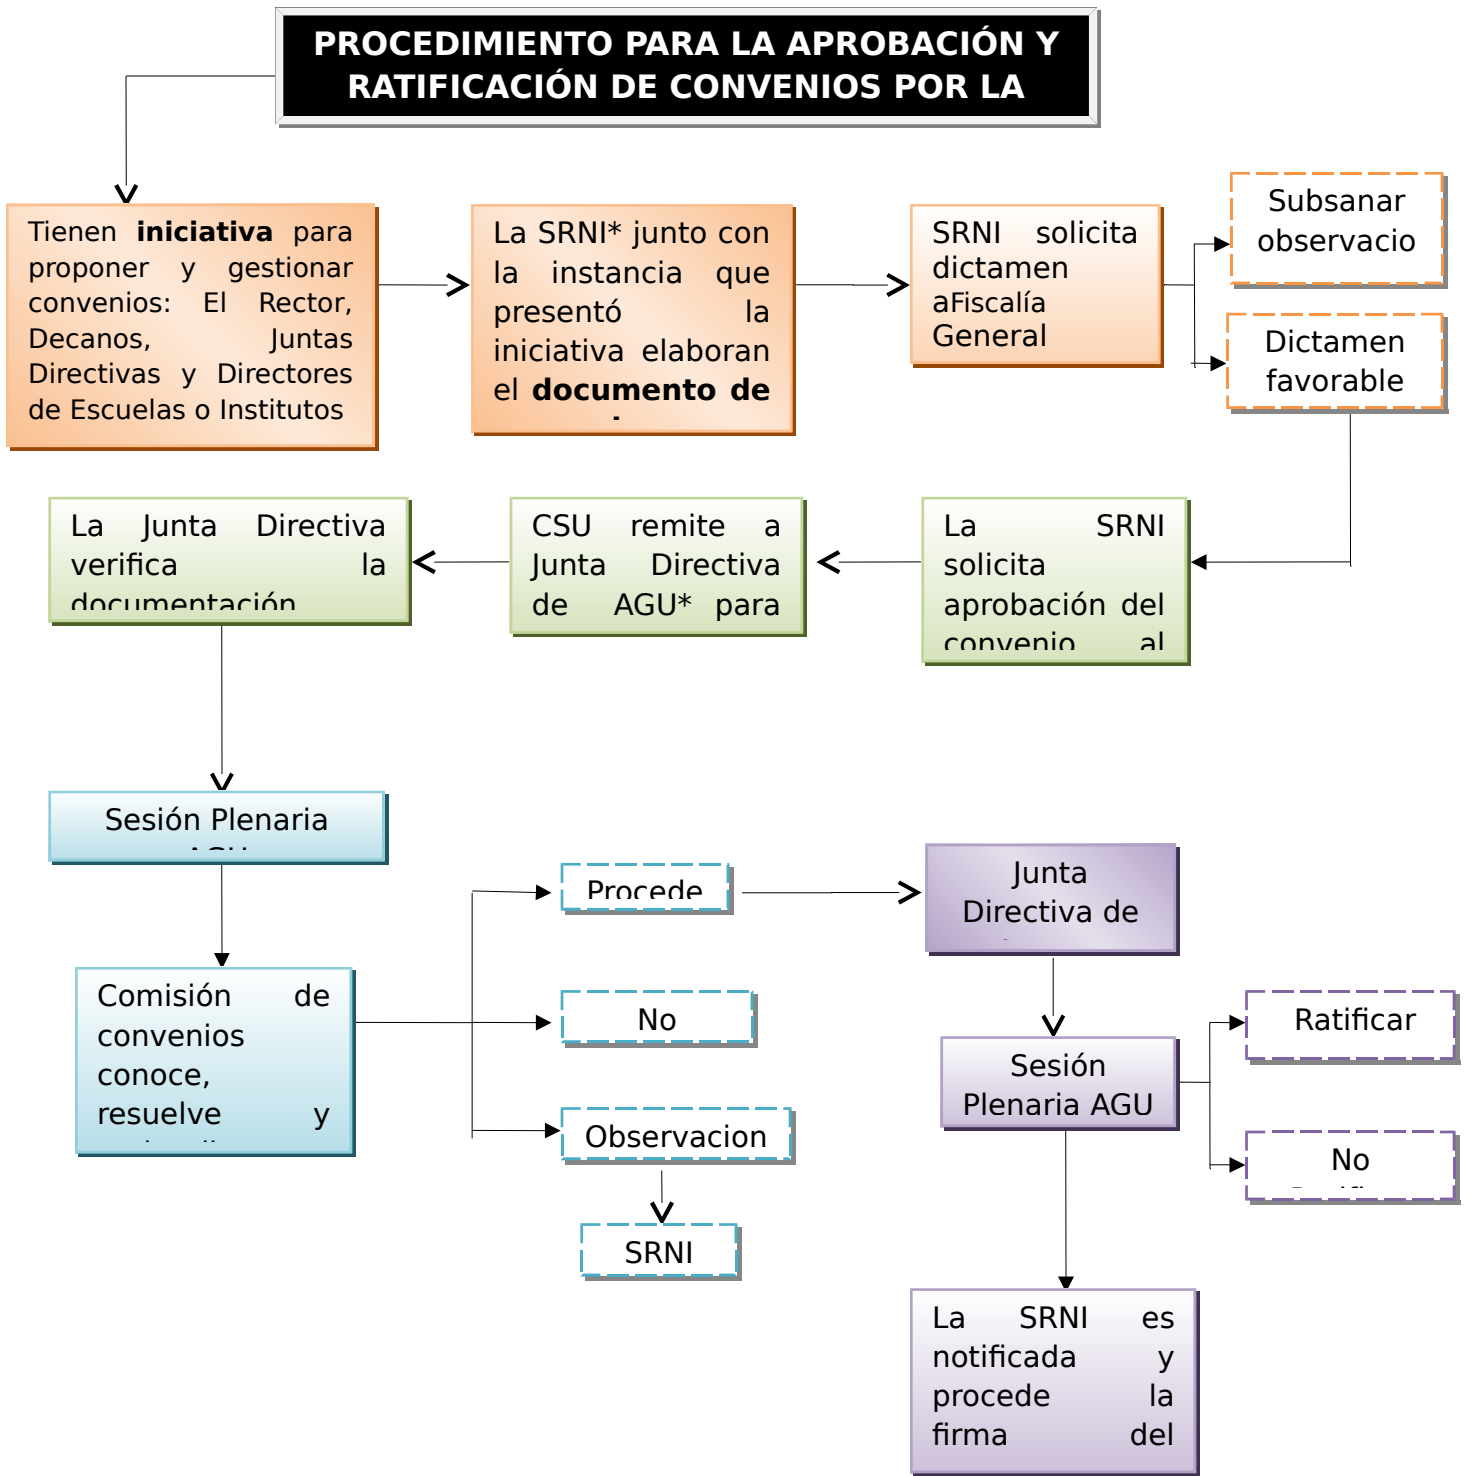 PROCEDIMIENTO PARA LA APROBACIÓN Y
RATIFICACIÓN DE CONVENIOS POR LA
Tienen iniciativa para
proponer y gestionar
convenios: El Rector,
Decanos, Juntas
Directivas y Directores
de Escuelas o Institutos
La SRNI* junto con
la instancia que
presentó la
iniciativa elaboran
el documento de
SRNI solicita
dictamen
aFiscalía
General
Subsanar
observacio
Dictamen
favorable
La Junta Directiva
verifica la
documentación
CSU remite a
Junta Directiva
de AGU* para
La SRNI
solicita
aprobación del
convenio al
Sesión Plenaria
AGU
Comisión de
convenios
conoce,
resuelve y
Procede
No
Observacion
SRNI
Junta
Directiva de
Sesión
Plenaria AGU
Ratificar
No
La SRNI es
notificada y
procede la
firma del